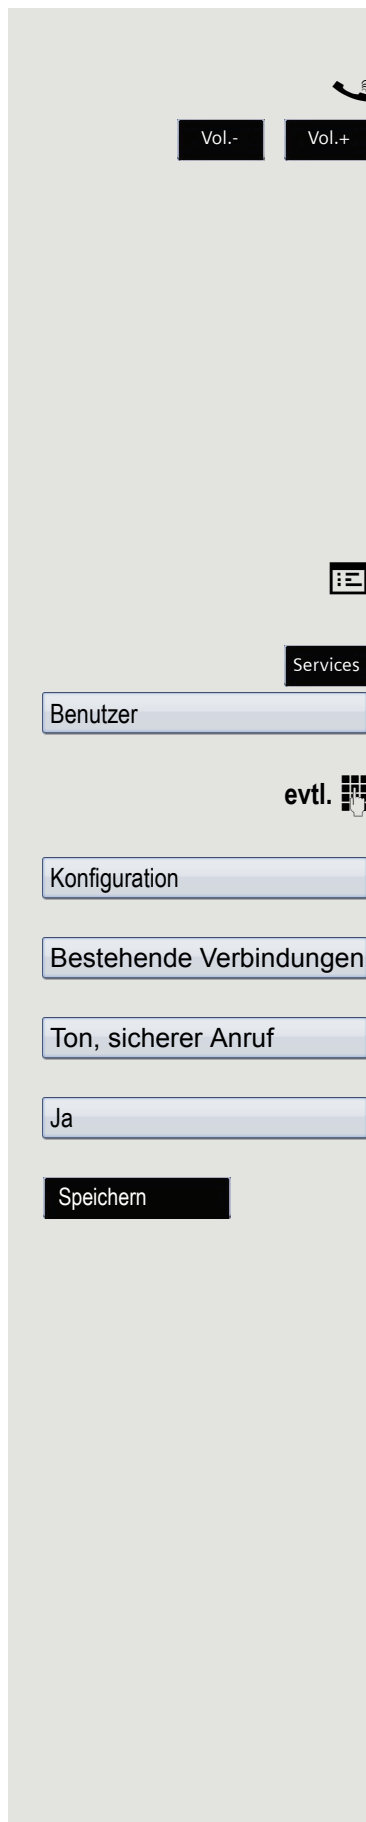 Vol.- Vol.+
Services
Benutzer
evtl.
Konfiguration
Bestehende Verbindungen
Ton, sicherer Anruf
Ja
Speichern